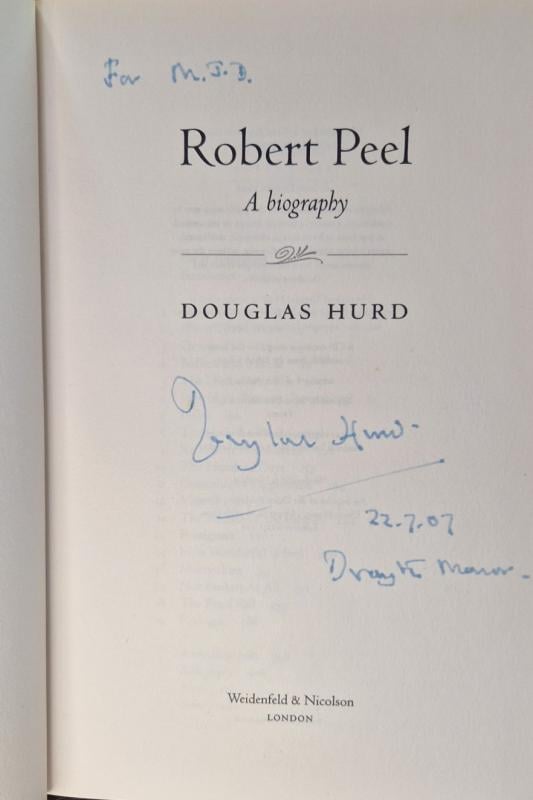 For M.J.D.
Robert Peel
A biography
DOUGLAS HURD
Douglas Hurd.
22.7.07
Drayton Manor.
Weidenfeld & Nicolson
LONDON